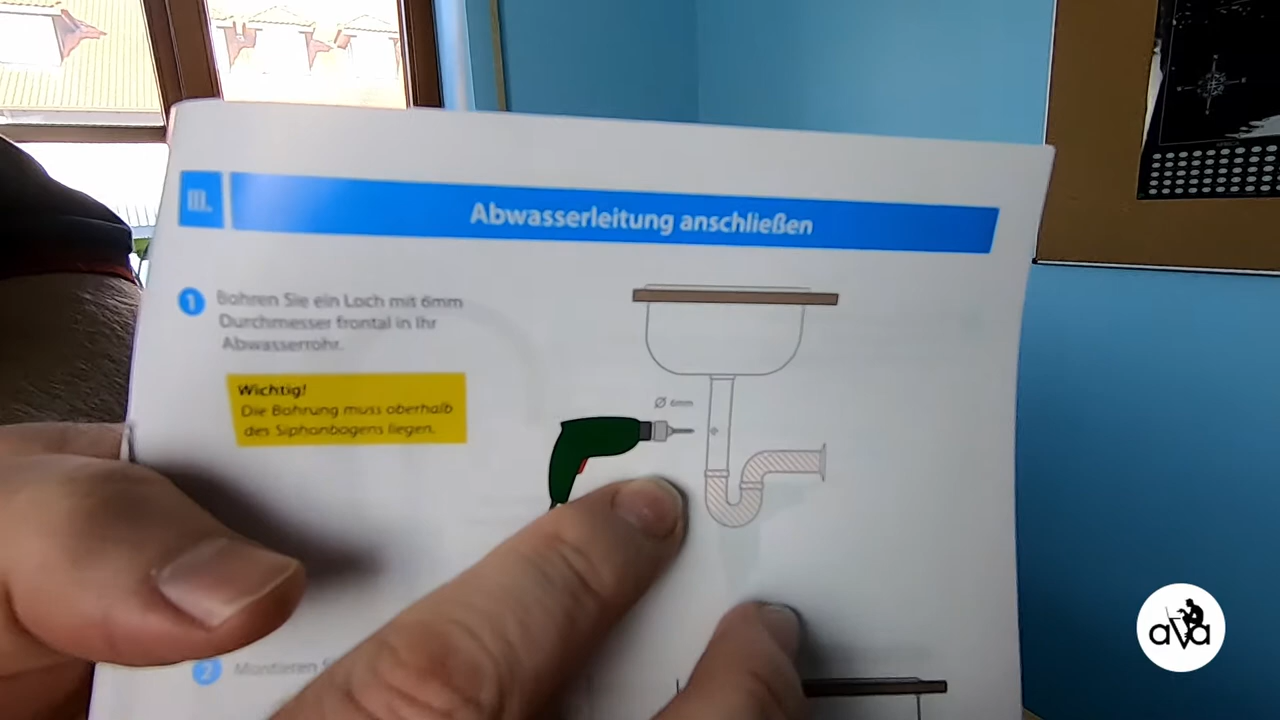 III.
Abwasserleitung anschließen
1
Bohren Sie ein Loch mit 6mm
Durchmesser frontal in Ihr
Abwasserrohr.
Wichtig!
Die Bohrung muss oberhalb
des Siphonbogens liegen.
Ø 6mm
2
Montieren
ava